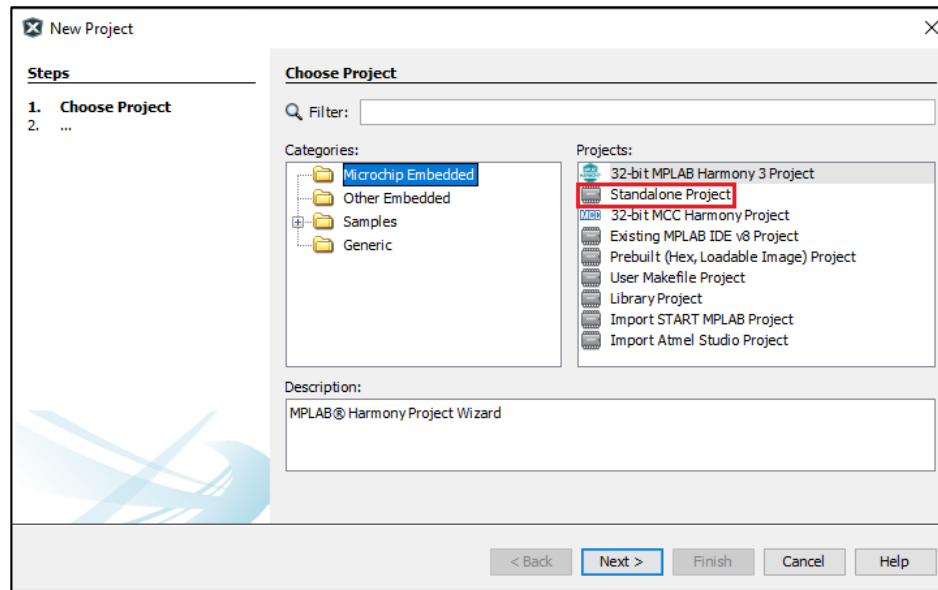 New Project
Steps
1. Choose Project
2. ...
Choose Project
Filter:
Categories:
Microchip Embedded
Other Embedded
Samples
Generic
Projects:
32-bit MPLAB Harmony 3 Project
Standalone Project
32-bit MCC Harmony Project
Existing MPLAB IDE v8 Project
Prebuilt (Hex, Loadable Image) Project
User Makefile Project
Library Project
Import START MPLAB Project
Import Atmel Studio Project
Description:
MPLAB® Harmony Project Wizard
< Back Next > Finish Cancel Help